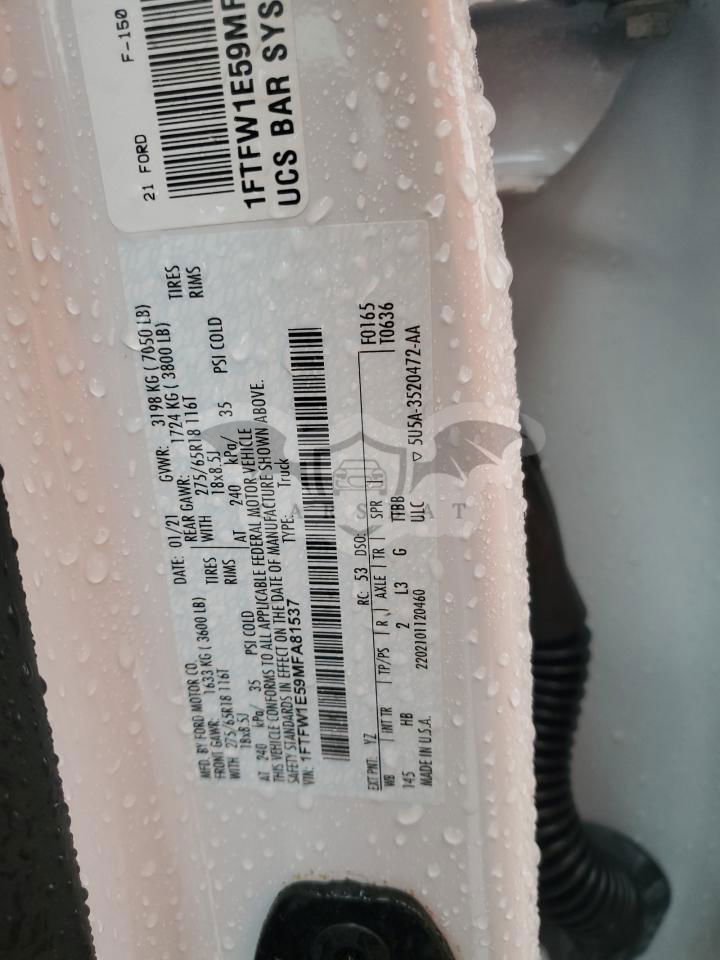 21 FORD F-150
1FTFW1E59MF
UCS BAR SYS
MFD. BY FORD MOTOR CO.
DATE: 01/21 GVWR: 3198 KG (7050 LB)
FRONT GAWR: 1633 KG (3600 LB) REAR GAWR: 1724 KG (3800 LB)
WITH 275/65R18 116T TIRES WITH 275/65R18 116T TIRES
18x8.5J RIMS 18x8.5J RIMS
AT 240 kPa/ 35 PSI COLD AT 240 kPa/ 35 PSI COLD
THIS VEHICLE CONFORMS TO ALL APPLICABLE FEDERAL MOTOR VEHICLE
SAFETY STANDARDS IN EFFECT ON THE DATE OF MANUFACTURE SHOWN ABOVE.
VIN: 1FTFW1E59MFA81537 TYPE: Truck
F0165
EXT PNT: YZ RC: 53 DSO: T0636
WB INT TR TP/PS R AXLE TR SPR
145 HB 2 L3 G TTBB
2202101120460 ULC
MADE IN U.S.A. ▽ 5U5A-3520472-AA